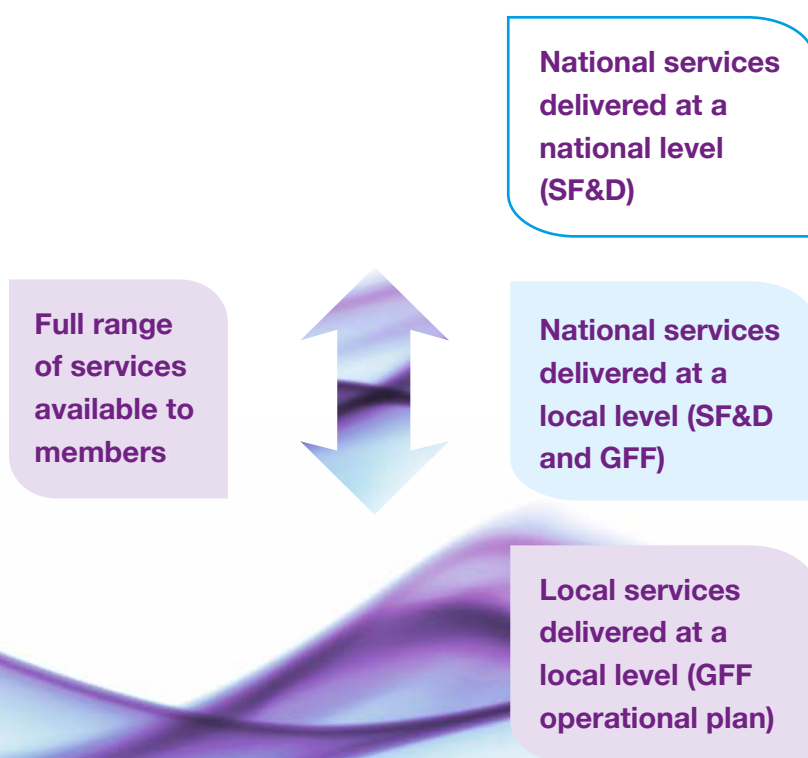 National services
delivered at a
national level
(SF&D)
Full range
of services
available to
members
National services
delivered at a
local level (SF&D
and GFF)
Local services
delivered at a
local level (GFF
operational plan)